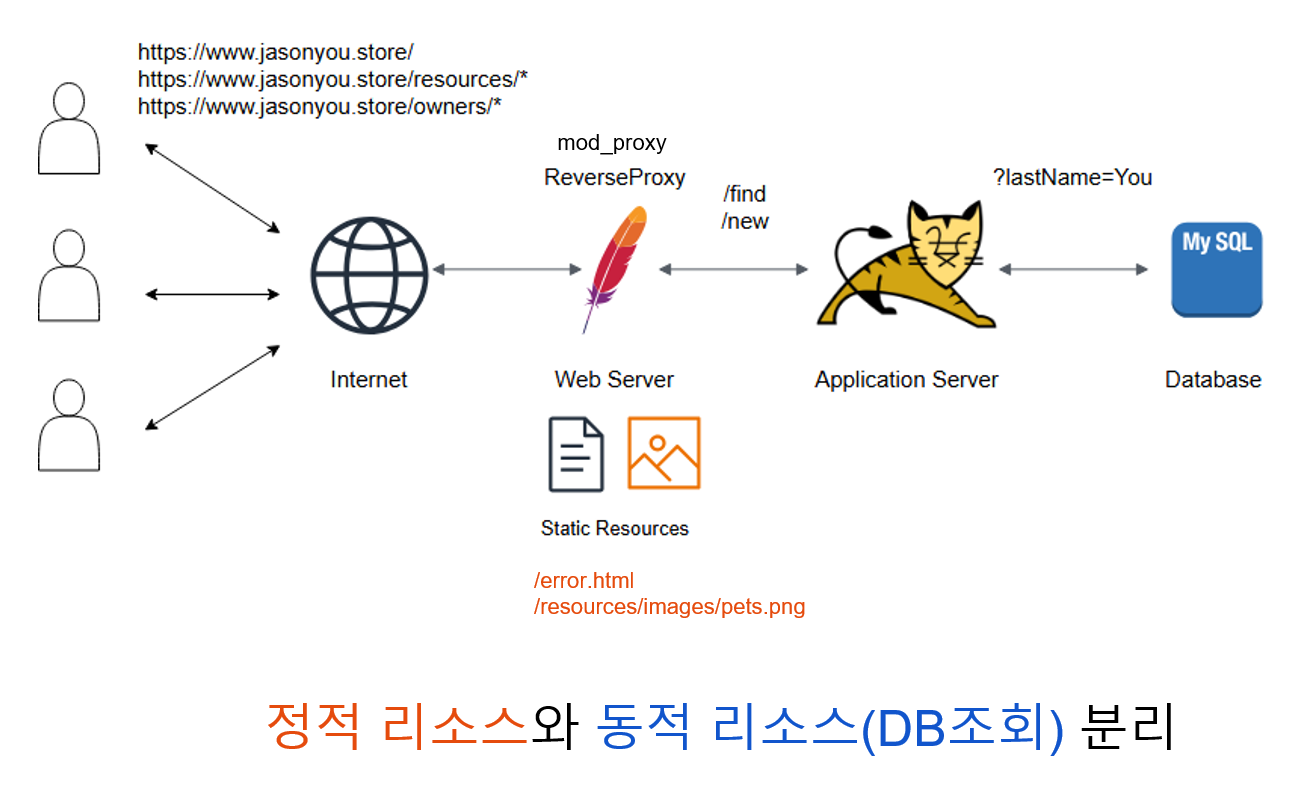 https://www.jasonyou.store/
https://www.jasonyou.store/resources/*
https://www.jasonyou.store/owners/*
mod_proxy
ReverseProxy
/find
/new
?lastName=You
My SQL
Internet
Web Server
Application Server
Database
Static Resources
/error.html
/resources/images/pets.png
정적 리소스와 동적 리소스(DB조회) 분리